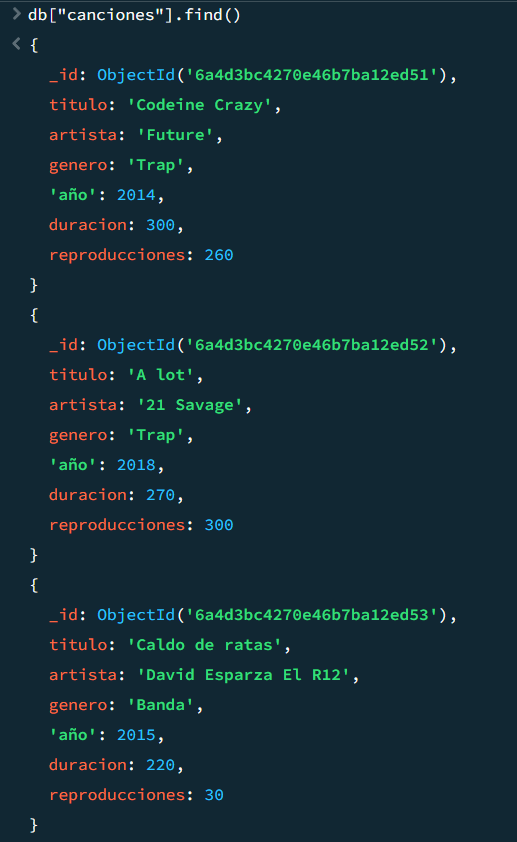 > db["canciones"].find()
< {
_id: ObjectId('6a4d3bc4270e46b7ba12ed51'),
titulo: 'Codeine Crazy',
artista: 'Future',
genero: 'Trap',
'año': 2014,
duracion: 300,
reproducciones: 260
}
{
_id: ObjectId('6a4d3bc4270e46b7ba12ed52'),
titulo: 'A lot',
artista: '21 Savage',
genero: 'Trap',
'año': 2018,
duracion: 270,
reproducciones: 300
}
{
_id: ObjectId('6a4d3bc4270e46b7ba12ed53'),
titulo: 'Caldo de ratas',
artista: 'David Esparza El R12',
genero: 'Banda',
'año': 2015,
duracion: 220,
reproducciones: 30
}